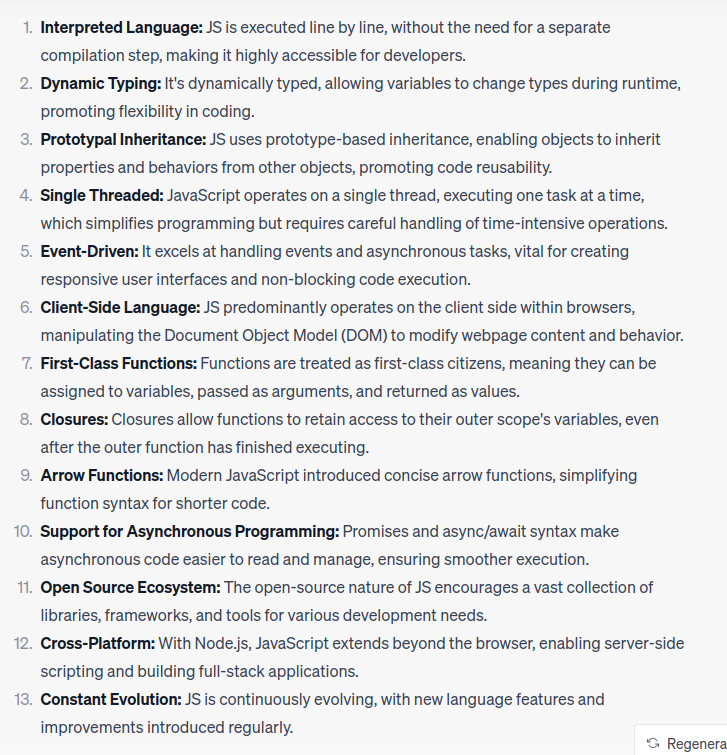 1. Interpreted Language: JS is executed line by line, without the need for a separate
compilation step, making it highly accessible for developers.
2. Dynamic Typing: It's dynamically typed, allowing variables to change types during runtime,
promoting flexibility in coding.
3. Prototypal Inheritance: JS uses prototype-based inheritance, enabling objects to inherit
properties and behaviors from other objects, promoting code reusability.
4. Single Threaded: JavaScript operates on a single thread, executing one task at a time,
which simplifies programming but requires careful handling of time-intensive operations.
5. Event-Driven: It excels at handling events and asynchronous tasks, vital for creating
responsive user interfaces and non-blocking code execution.
6. Client-Side Language: JS predominantly operates on the client side within browsers,
manipulating the Document Object Model (DOM) to modify webpage content and behavior.
7. First-Class Functions: Functions are treated as first-class citizens, meaning they can be
assigned to variables, passed as arguments, and returned as values.
8. Closures: Closures allow functions to retain access to their outer scope's variables, even
after the outer function has finished executing.
9. Arrow Functions: Modern JavaScript introduced concise arrow functions, simplifying
function syntax for shorter code.
10. Support for Asynchronous Programming: Promises and async/await syntax make
asynchronous code easier to read and manage, ensuring smoother execution.
11. Open Source Ecosystem: The open-source nature of JS encourages a vast collection of
libraries, frameworks, and tools for various development needs.
12. Cross-Platform: With Node.js, JavaScript extends beyond the browser, enabling server-side
scripting and building full-stack applications.
13. Constant Evolution: JS is continuously evolving, with new language features and
improvements introduced regularly.
Regenera